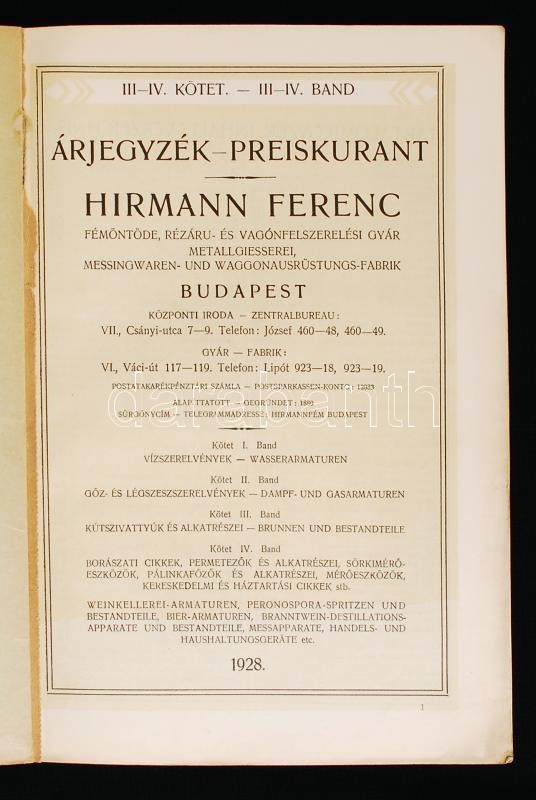 III–IV. KÖTET. — III–IV. BAND
ÁRJEGYZÉK–PREISKURANT
HIRMANN FERENC
FÉMÖNTÖDE, RÉZÁRU- ÉS VAGÓNFELSZERELÉSI GYÁR
METALLGIESSEREI,
MESSINGWAREN- UND WAGGONAUSRÜSTUNGS-FABRIK
BUDAPEST
KÖZPONTI IRODA — ZENTRALBUREAU:
VII., Csányi-utca 7—9. Telefon: József 460—48, 460—49.
GYÁR — FABRIK:
VI., Váci-út 117—119. Telefon: Lipót 923—18, 923—19.
POSTATAKARÉKPÉNZTÁRI SZÁMLA — POSTSPARKASSEN-KONTO:
ALAPÍTTATOTT — GEGRÜNDET:
SÜRGÖNYCÍM — TELEGRAMMADRESSE: HIRMANNFÉM BUDAPEST
darabanth
Kötet I. Band
VÍZSZERELVÉNYEK — WASSERARMATUREN
Kötet II. Band
GŐZ- ÉS LÉGSZESZSZERELVÉNYEK — DAMPF- UND GASARMATUREN
Kötet III. Band
KÚTSZIVATTYÚK ÉS ALKATRÉSZEI — BRUNNEN UND BESTANDTEILE
Kötet IV. Band
BORÁSZATI CIKKEK, PERMETEZŐK ÉS ALKATRÉSZEI, SÖRKIMÉRŐ-
ESZKÖZÖK, PÁLINKAFŐZŐK ÉS ALKATRÉSZEI, MÉRŐESZKÖZÖK,
KERESKEDELMI ÉS HÁZTARTÁSI CIKKEK stb.
WEINKELLEREI-ARMATUREN, PERONOSPORA-SPRITZEN UND
BESTANDTEILE, BIER-ARMATUREN, BRANNTWEIN-DESTILLATIONS-
APPARATE UND BESTANDTEILE, MESSAPPARATE, HANDELS- UND
HAUSHALTUNGSGERÄTE etc.
1928.
1